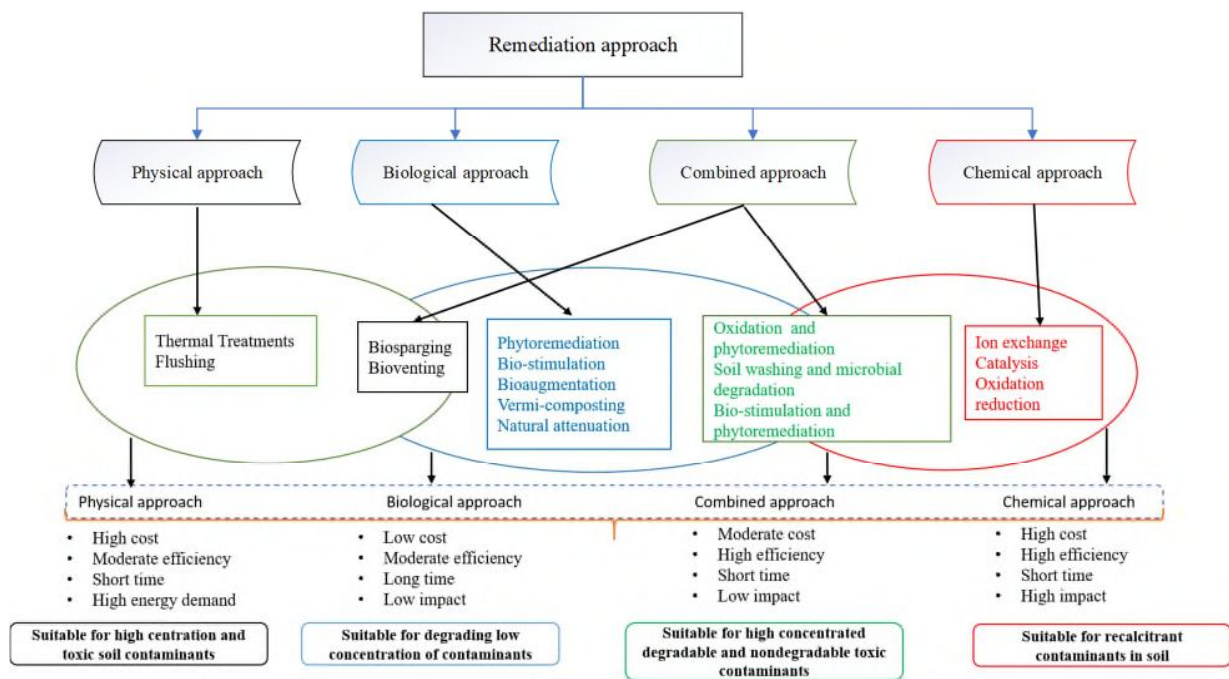 Remediation approach
Physical approach
Biological approach
Combined approach
Chemical approach
Thermal Treatments
Flushing
Biosparging
Bioventing
Phytoremediation
Bio-stimulation
Bioaugmentation
Vermi-composting
Natural attenuation
Oxidation and
phytoremediation
Soil washing and microbial
degradation
Bio-stimulation and
phytoremediation
Ion exchange
Catalysis
Oxidation
reduction
Physical approach
Biological approach
Combined approach
Chemical approach
• High cost
• Moderate efficiency
• Short time
• High energy demand
• Low cost
• Moderate efficiency
• Long time
• Low impact
• Moderate cost
• High efficiency
• Short time
• Low impact
• High cost
• High efficiency
• Short time
• High impact
Suitable for high centration and
toxic soil contaminants
Suitable for degrading low
concentration of contaminants
Suitable for high concentrated
degradable and nondegradable toxic
contaminants
Suitable for recalcitrant
contaminants in soil